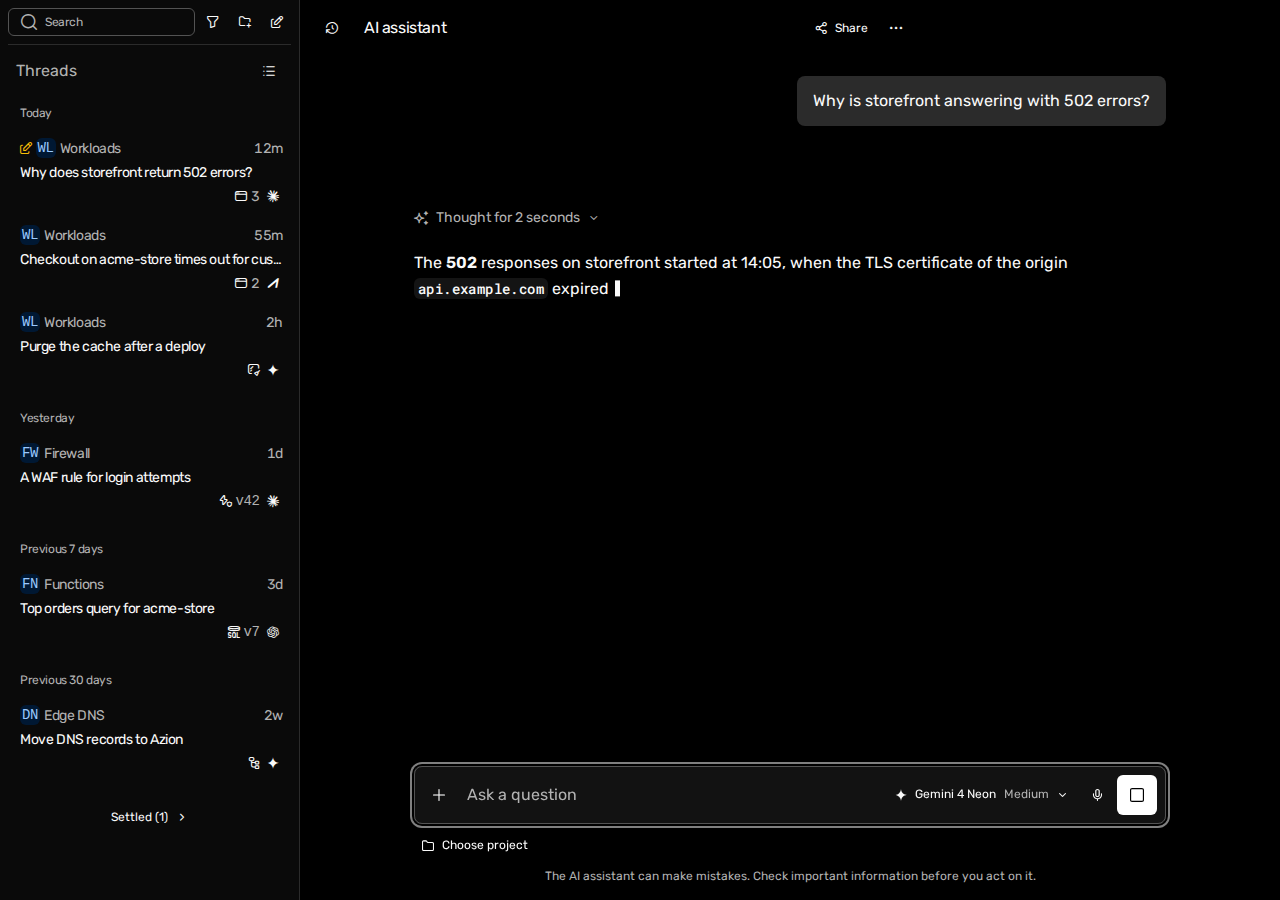 Search
AI assistant
Share
Threads
Today
WL Workloads 12m
Why does storefront return 502 errors?
3
WL Workloads 55m
Checkout on acme-store times out for cus…
2
WL Workloads 2h
Purge the cache after a deploy
Yesterday
FW Firewall 1d
A WAF rule for login attempts
v42
Previous 7 days
FN Functions 3d
Top orders query for acme-store
v7
Previous 30 days
DN Edge DNS 2w
Move DNS records to Azion
Settled (1)
Why is storefront answering with 502 errors?
Thought for 2 seconds
The 502 responses on storefront started at 14:05, when the TLS certificate of the origin
api.example.com expired
Ask a question
Gemini 4 Neon Medium
Choose project
The AI assistant can make mistakes. Check important information before you act on it.